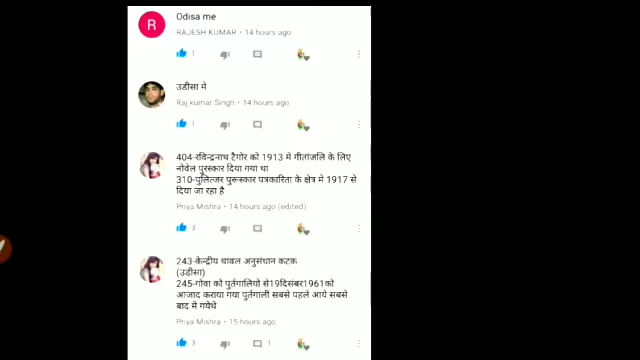 R
Odisa me
RAJESH KUMAR • 14 hours ago
1
उडीसा मे
Raj kumar Singh • 14 hours ago
1
404-रविन्द्रनाथ टैगोर को 1913 मे गीतांजलि के लिए
नोवेल पुरस्कार दिया गया था
310-पुलित्जर पुरूस्कार पत्रकारिता के क्षेत्र मे 1917 से
दिया जा रहा है
Priya Mishra • 14 hours ago (edited)
3
243-केन्द्रीय चावल अनुसंधान कटक
(उडीसा)
245-गोवा को पुर्तगालियो से19दिसंबर1961को
आजाद कराया गया पुर्तगाली सबसे पहले आये सबसे
बाद मे गयेथे
Priya Mishra • 15 hours ago
3 1